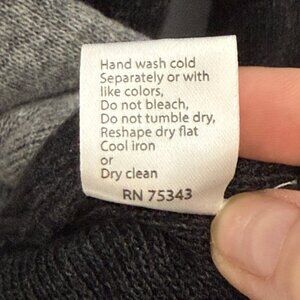 Hand wash cold
Separately or with
like colors,
Do not bleach,
Do not tumble dry,
Reshape dry flat
Cool iron
or
Dry clean
RN 75343